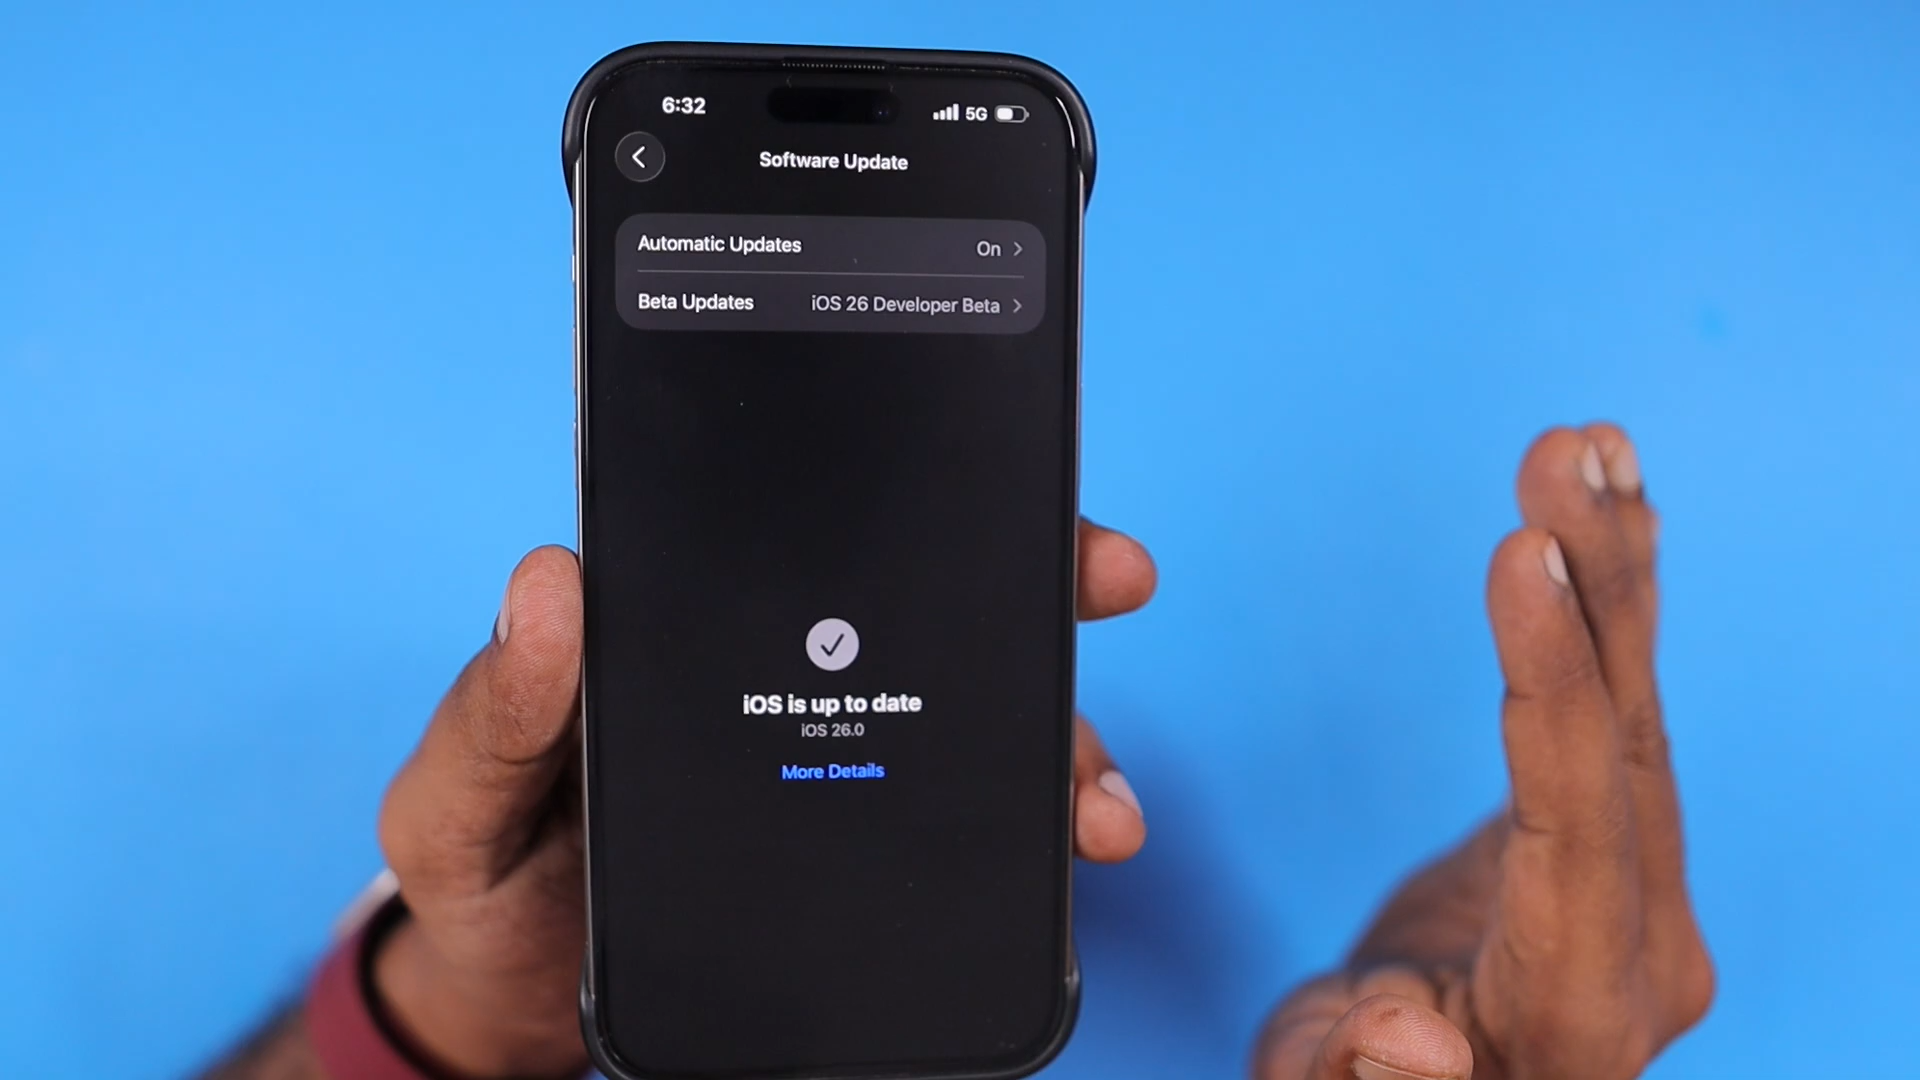 6:32 5G
Software Update
Automatic Updates On
Beta Updates iOS 26 Developer Beta
iOS is up to date
iOS 26.0
More Details